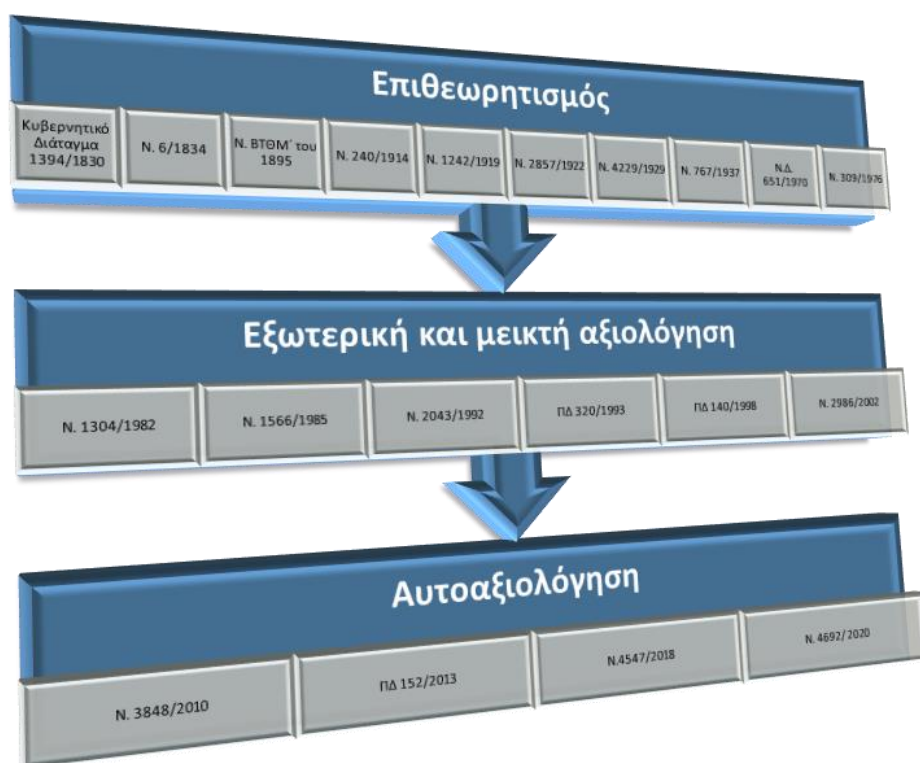 Επιθεωρητισμός
Κυβερνητικό
Διάταγμα
1394/1830
Ν. 6/1834
Ν. ΒΤΘΜ΄ του
1895
Ν. 240/1914
Ν. 1242/1919
Ν. 2857/1922
Ν. 4229/1929
Ν. 767/1937
Ν.Δ.
651/1970
Ν. 309/1976
Εξωτερική και μεικτή αξιολόγηση
Ν. 1304/1982
Ν. 1566/1985
Ν. 2043/1992
ΠΔ 320/1993
ΠΔ 140/1998
Ν. 2986/2002
Αυτοαξιολόγηση
Ν. 3848/2010
ΠΔ 152/2013
Ν.4547/2018
Ν. 4692/2020